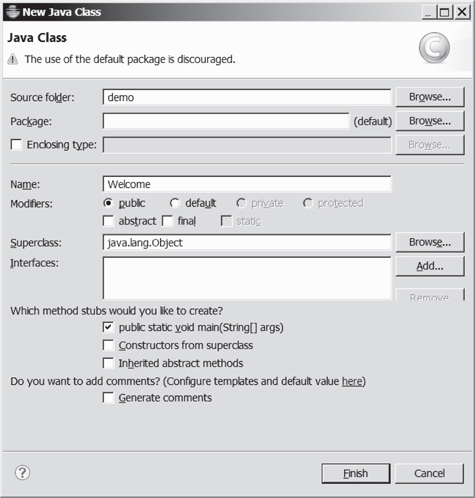 New Java Class
Java Class
The use of the default package is discouraged.
Source folder: demo Browse...
Package: (default) Browse...
Enclosing type: Browse...
Name: Welcome
Modifiers: public default private protected
abstract final static
Superclass: java.lang.Object Browse...
Interfaces: Add...
Remove
Which method stubs would you like to create?
public static void main(String[] args)
Constructors from superclass
Inherited abstract methods
Do you want to add comments? (Configure templates and default value here)
Generate comments
? Finish Cancel